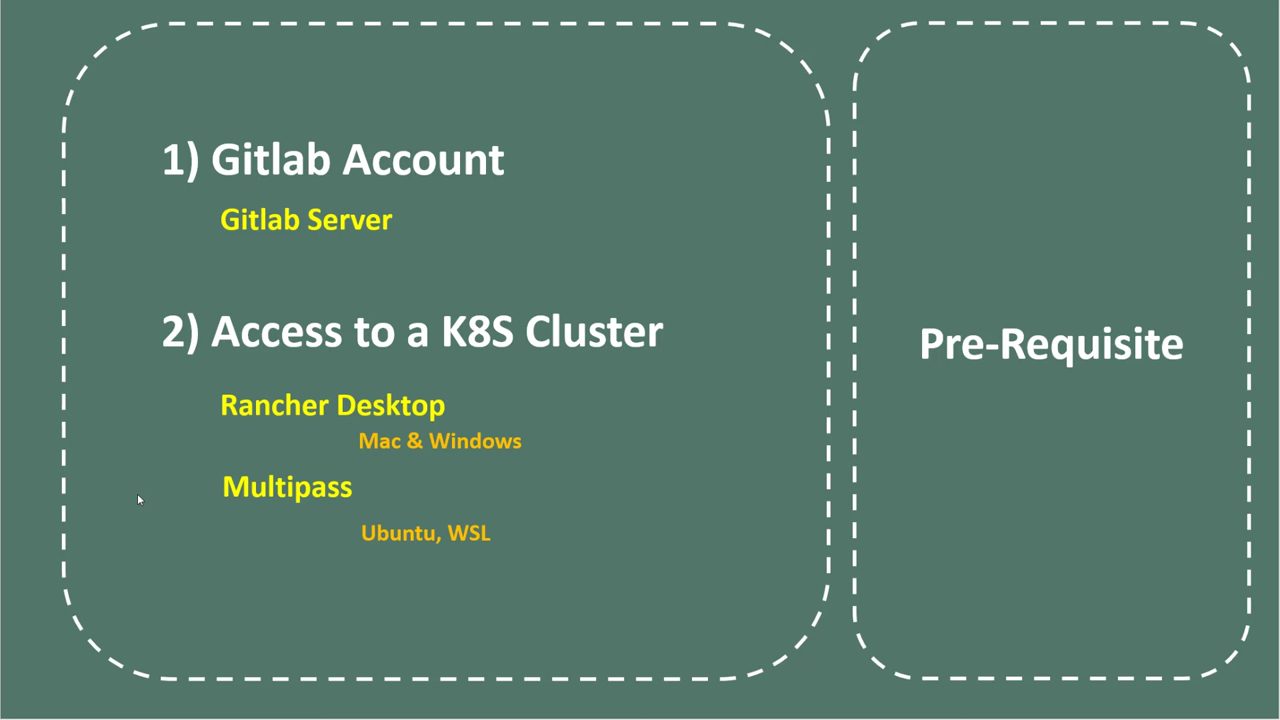 1) Gitlab Account
Gitlab Server
2) Access to a K8S Cluster
Rancher Desktop
Mac & Windows
Multipass
Ubuntu, WSL
Pre-Requisite